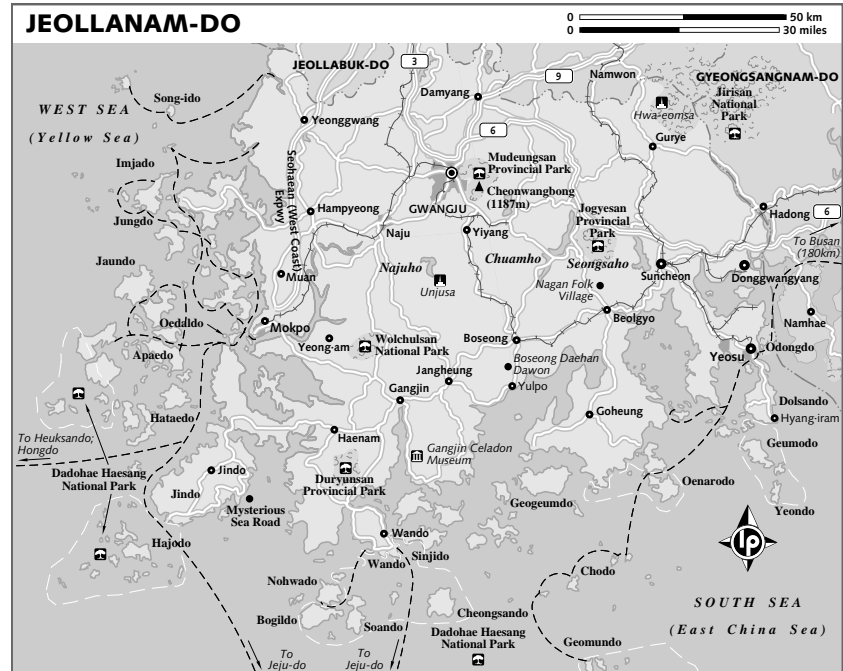 JEOLLANAM-DO
0 50 km
0 30 miles
JEOLLABUK-DO
3
9
Namwon
GYEONGSANGNAM-DO
Damyang
Jirisan
National
Park
WEST SEA
(Yellow Sea)
Song-ido
Hwa-eomsa
Yeonggwang
6
Gurye
Imjado
Mudeungsan
Provincial Park
Seohaean (West Coast)
Expwy
Cheonwangbong
(1187m)
Jogyesan
Provincial
Park
Hampyeong
GWANGJU
Hadong
6
Jungdo
Naju
Yiyang
To Busan
(180km)
Jaundo
Muan
Najuho
Chuamho
Seongsaho
Suncheon
Donggwangyang
Unjusa
Nagan Folk
Village
Oedaldo
Mokpo
Beolgyo
Namhae
Yeong-am
Wolchulsan
National Park
Boseong
Yeosu
Odongdo
Apaedo
Boseong Daehan
Dawon
Jangheung
Yulpo
Gangjin
Dolsando
Hataedo
Goheung
Hyang-iram
Haenam
To Heuksando;
Hongdo
Geumodo
Gangjin Celadon
Museum
Dadohae Haesang
National Park
Jindo
Duryunsan
Provincial Park
Oenarodo
Jindo
Mysterious
Sea Road
Geogeumdo
Yeondo
Wando
Hajodo
lp
Wando
Sinjido
Chodo
Nohwado
SOUTH SEA
(East China Sea)
Bogildo
Soando
Cheongsando
Dadohae Haesang
National Park
Geomundo
To
Jeju-do
To
Jeju-do